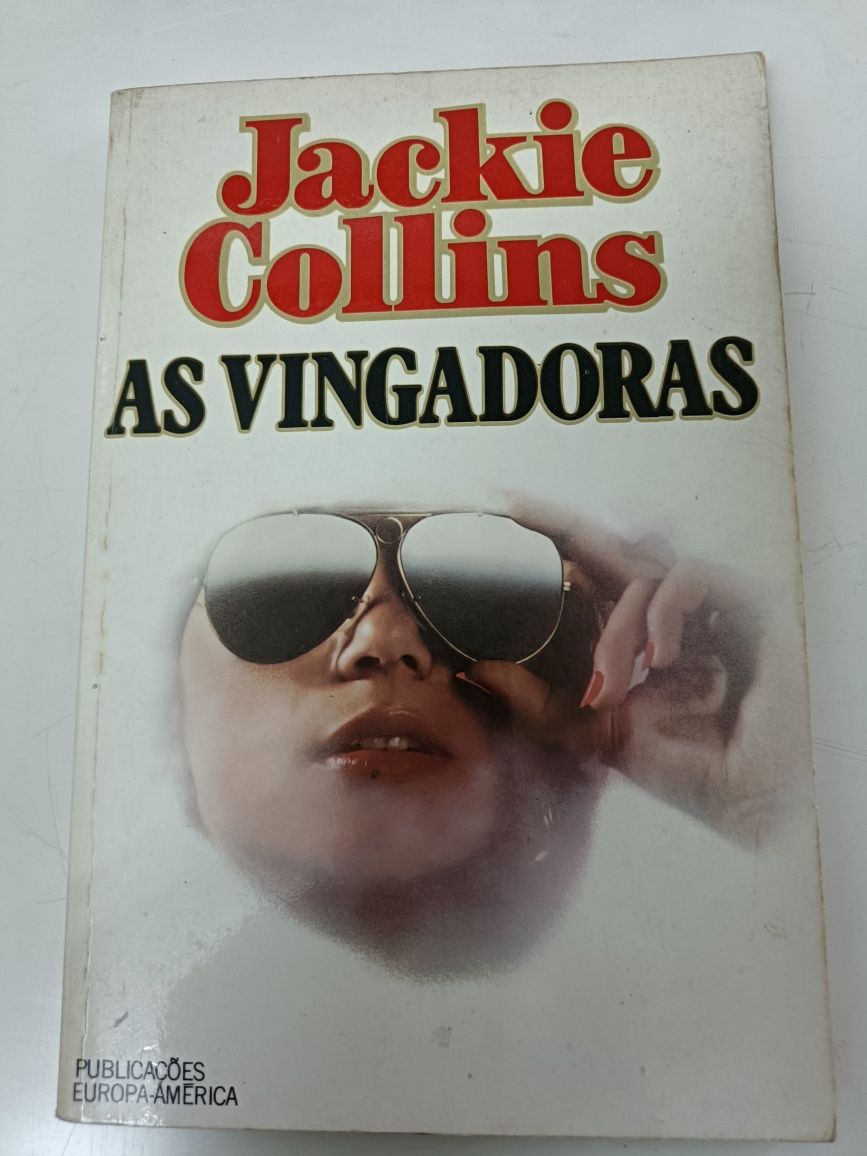 Jackie
Collins
AS VINGADORAS
PUBLICAÇÕES
EUROPA-AMÉRICA